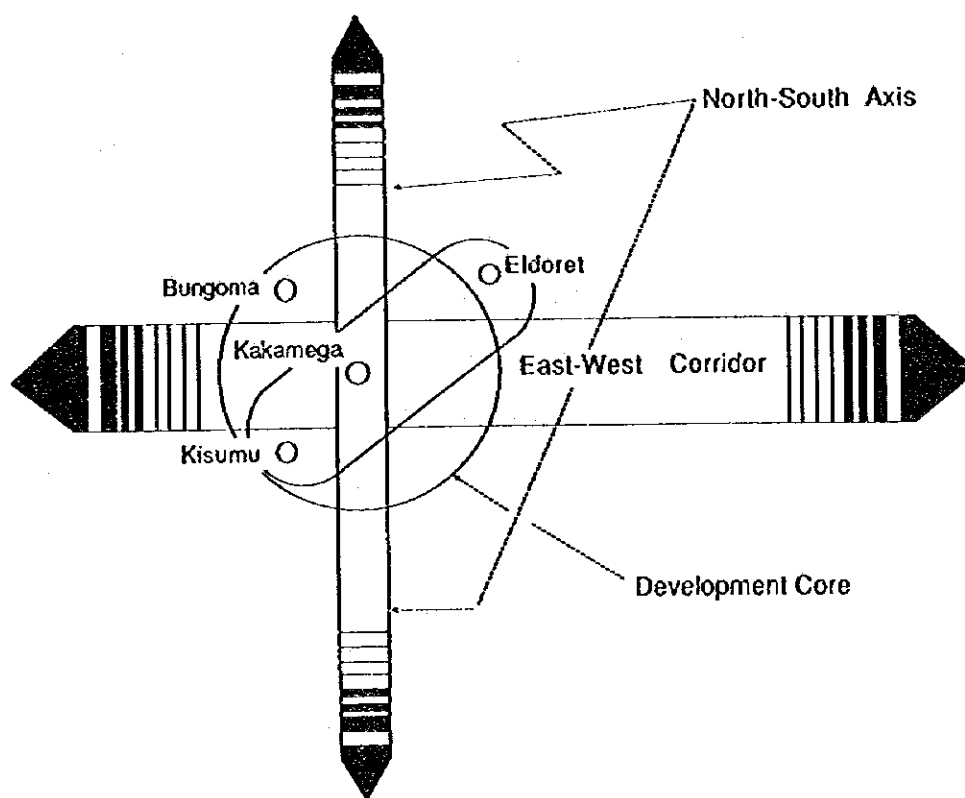 North-South Axis
Eldoret
Bungoma
Kakamega
East-West Corridor
Kisumu
Development Core